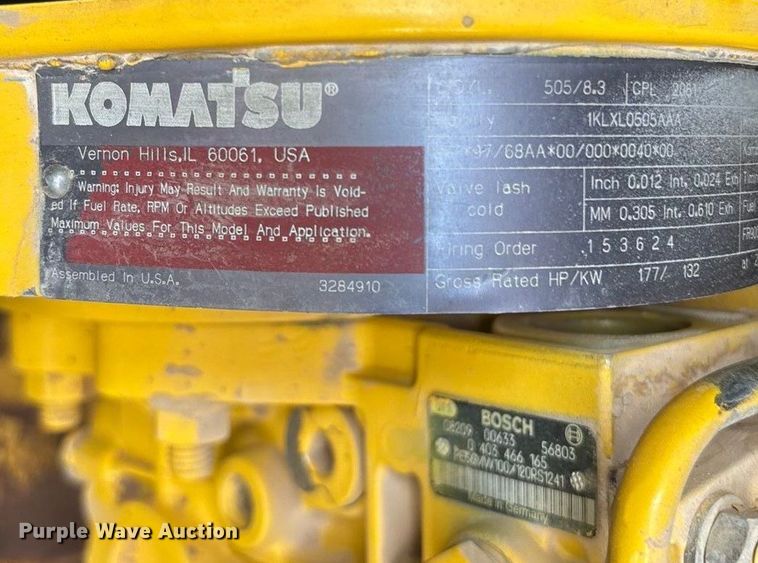 KOMATSU®
Vernon Hills,IL 60061, USA
Warning: Injury May Result And Warranty Is Void-
ed If Fuel Rate, RPM Or Altitudes Exceed Published
Maximum Values For This Model And Application.
Assembled In U.S.A. 3284910
505/8.3 CPL 2061
1KLXL0505AAA
97/68AA*00/000*0040*00
Valve lash Inch 0.012 Int. 0.024 Exh
cold MM 0.305 Int. 0.610 Exh
Firing Order 1 5 3 6 2 4
Gross Rated HP/KW 177/ 132
BOSCH
08209 00633 56803
0 403 466 165
Made in Germany
Purple Wave Auction